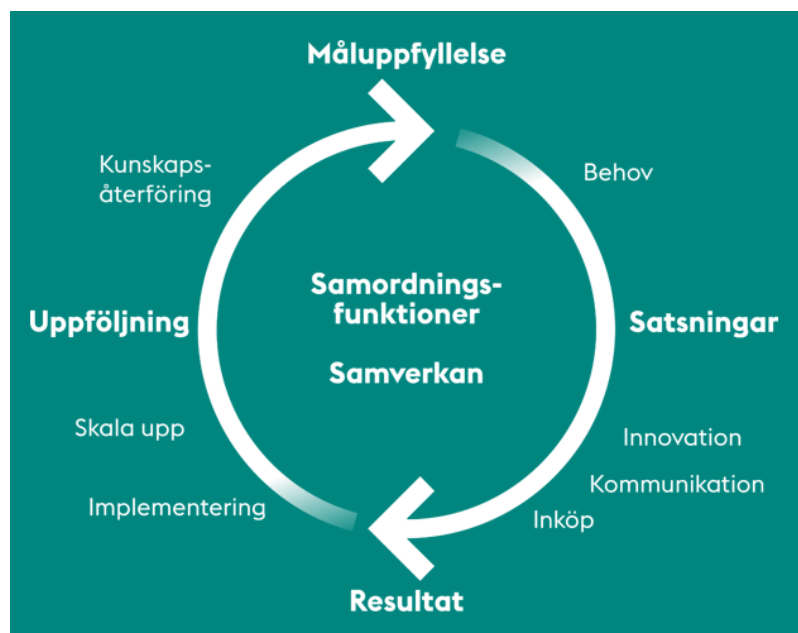 Måluppfyllelse
Kunskaps-
återföring
Behov
Samordnings-
funktioner
Uppföljning
Satsningar
Samverkan
Skala upp
Innovation
Kommunikation
Implementering
Inköp
Resultat